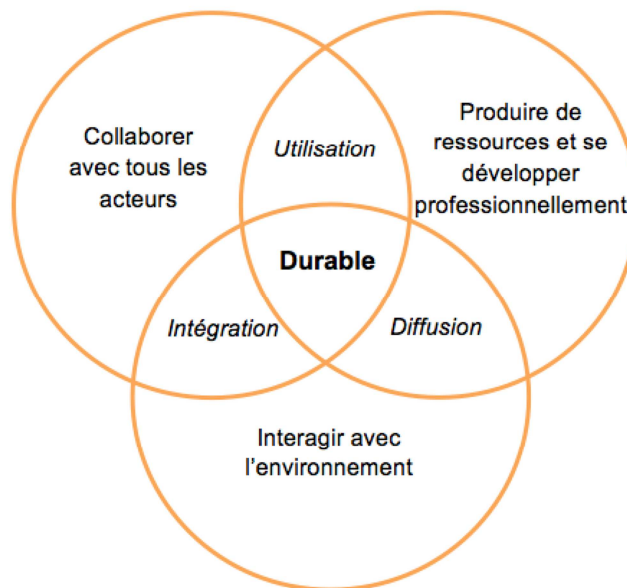 Collaborer
avec tous les
acteurs
Utilisation
Produire de
ressources et se
développer
professionnellement
Durable
Intégration
Diffusion
Interagir avec
l'environnement